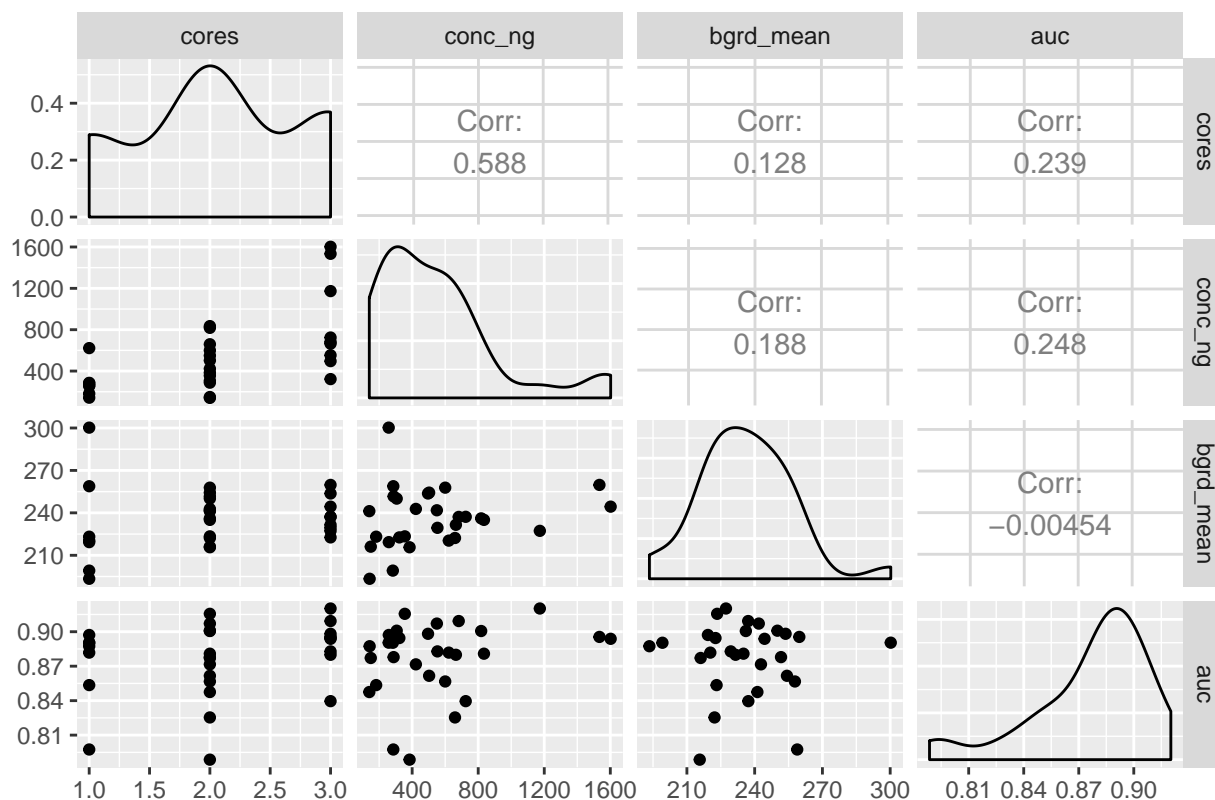 cores conc_ng bgrd_mean auc
0.4
0.2
0.0
Corr:
0.588
Corr:
0.128
Corr:
0.239
cores
1600
1200
800
400
Corr:
0.188
Corr:
0.248
conc_ng
300
270
240
210
Corr:
−0.00454
bgrd_mean
0.90
0.87
0.84
0.81
auc
1.0 1.5 2.0 2.5 3.0 400 800 1200 1600 210 240 270 300 0.81 0.84 0.87 0.90